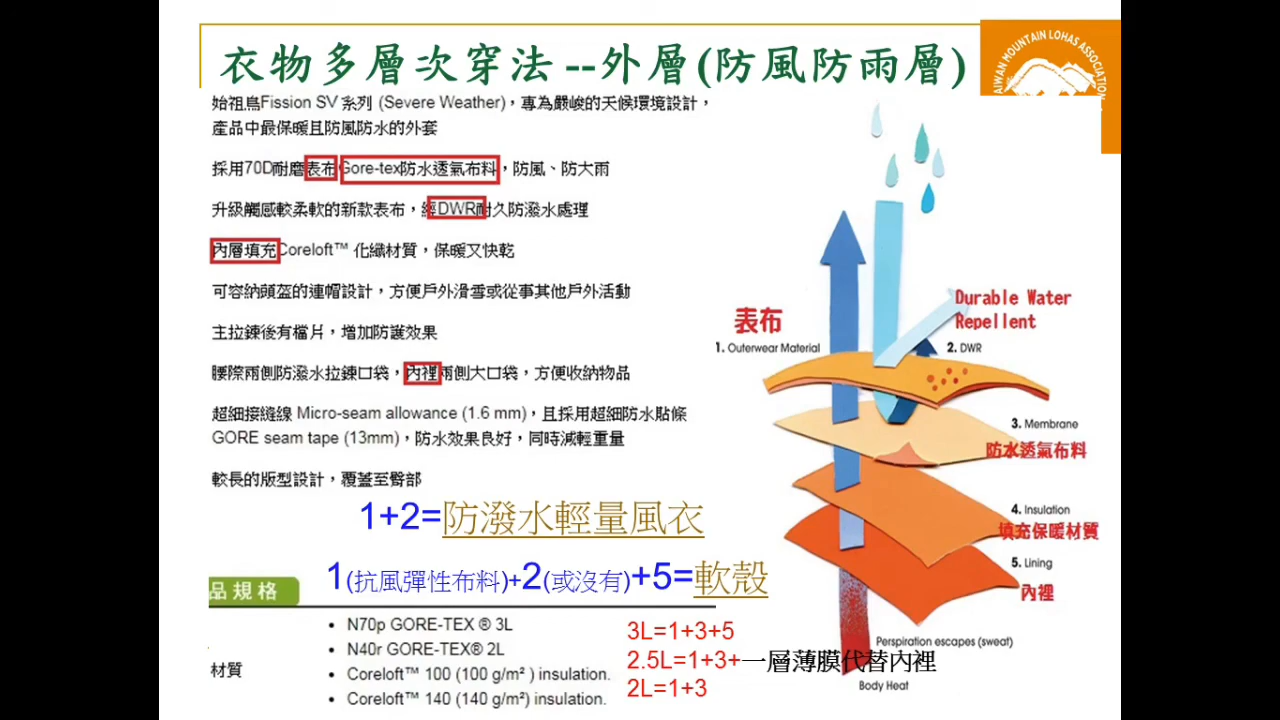 衣物多層次穿法--外層(防風防雨層)
TAIWAN MOUNTAIN LOHAS ASSOCIATION
始祖鳥Fission SV 系列 (Severe Weather)，專為嚴峻的天候環境設計，
產品中最保暖且防風防水的外套
採用70D耐磨表布Gore-tex防水透氣布料，防風、防大雨
升級觸感較柔軟的新款表布，經DWR耐久防潑水處理
內層填充Coreloft™ 化纖材質，保暖又快乾
可容納頭盔的連帽設計，方便戶外滑雪或從事其他戶外活動
主拉鍊後有檔片，增加防護效果
腰際兩側防潑水拉鍊口袋，內裡兩側大口袋，方便收納物品
超細接縫線 Micro-seam allowance (1.6 mm)，且採用超細防水貼條
GORE seam tape (13mm)，防水效果良好，同時減輕重量
較長的版型設計，覆蓋至臀部
1+2=防潑水輕量風衣
1(抗風彈性布料)+2(或沒有)+5=軟殼
品規格
材質
• N70p GORE-TEX ® 3L
• N40r GORE-TEX® 2L
• Coreloft™ 100 (100 g/m² ) insulation.
• Coreloft™ 140 (140 g/m²) insulation.
3L=1+3+5
2.5L=1+3+一層薄膜代替內裡
2L=1+3
表布
1. Outerwear Material
Durable Water
Repellent
2. DWR
3. Membrane
防水透氣布料
4. Insulation
填充保暖材質
5. Lining
內裡
Perspiration escapes (sweat)
Body Heat